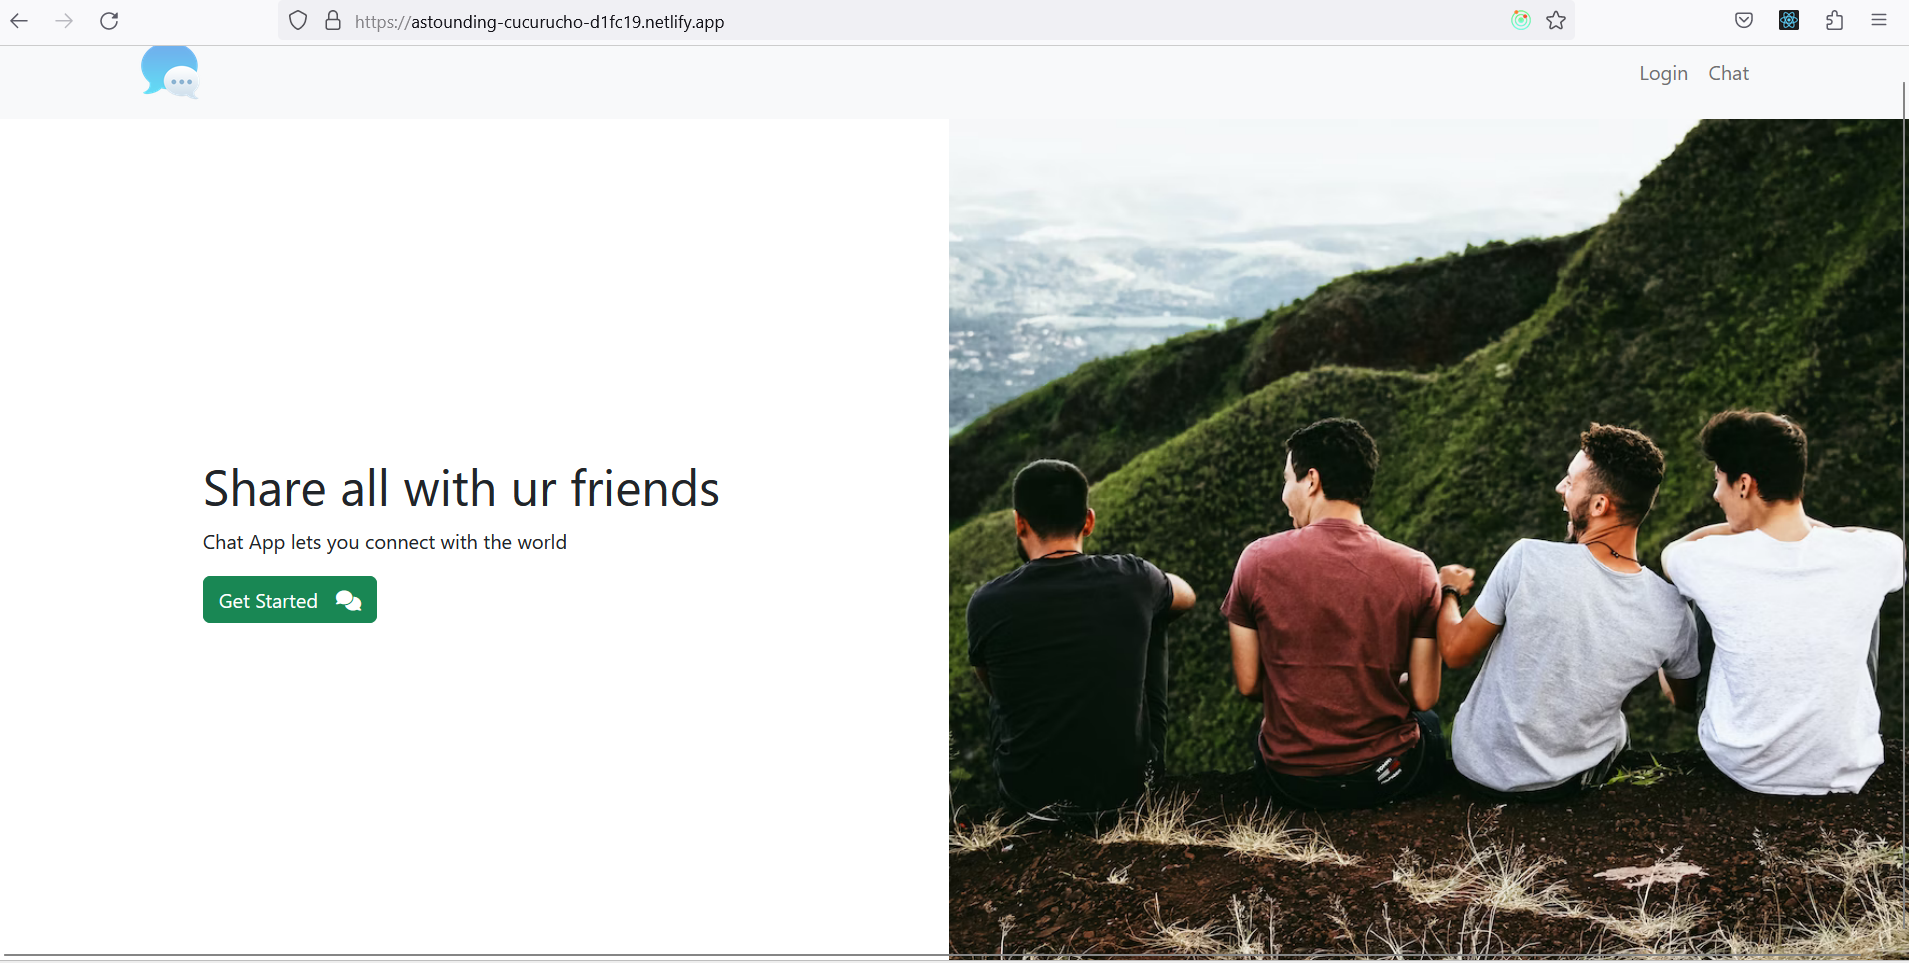 https://astounding-cucurucho-d1fc19.netlify.app
Login Chat
Share all with ur friends
Chat App lets you connect with the world
Get Started